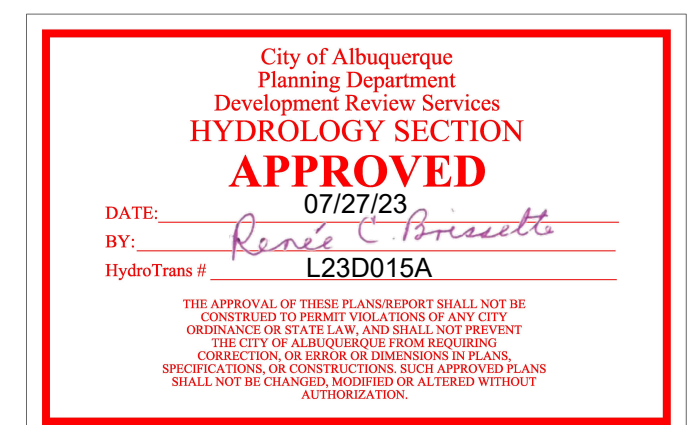 City of Albuquerque
Planning Department
Development Review Services
HYDROLOGY SECTION
APPROVED
DATE: 07/27/23
BY: Renée C. Brissette
HydroTrans # L23D015A
THE APPROVAL OF THESE PLANS/REPORT SHALL NOT BE
CONSTRUED TO PERMIT VIOLATIONS OF ANY CITY
ORDINANCE OR STATE LAW, AND SHALL NOT PREVENT
THE CITY OF ALBUQUERQUE FROM REQUIRING
CORRECTION, OR ERROR OR DIMENSIONS IN PLANS,
SPECIFICATIONS, OR CONSTRUCTIONS. SUCH APPROVED PLANS
SHALL NOT BE CHANGED, MODIFIED OR ALTERED WITHOUT
AUTHORIZATION.